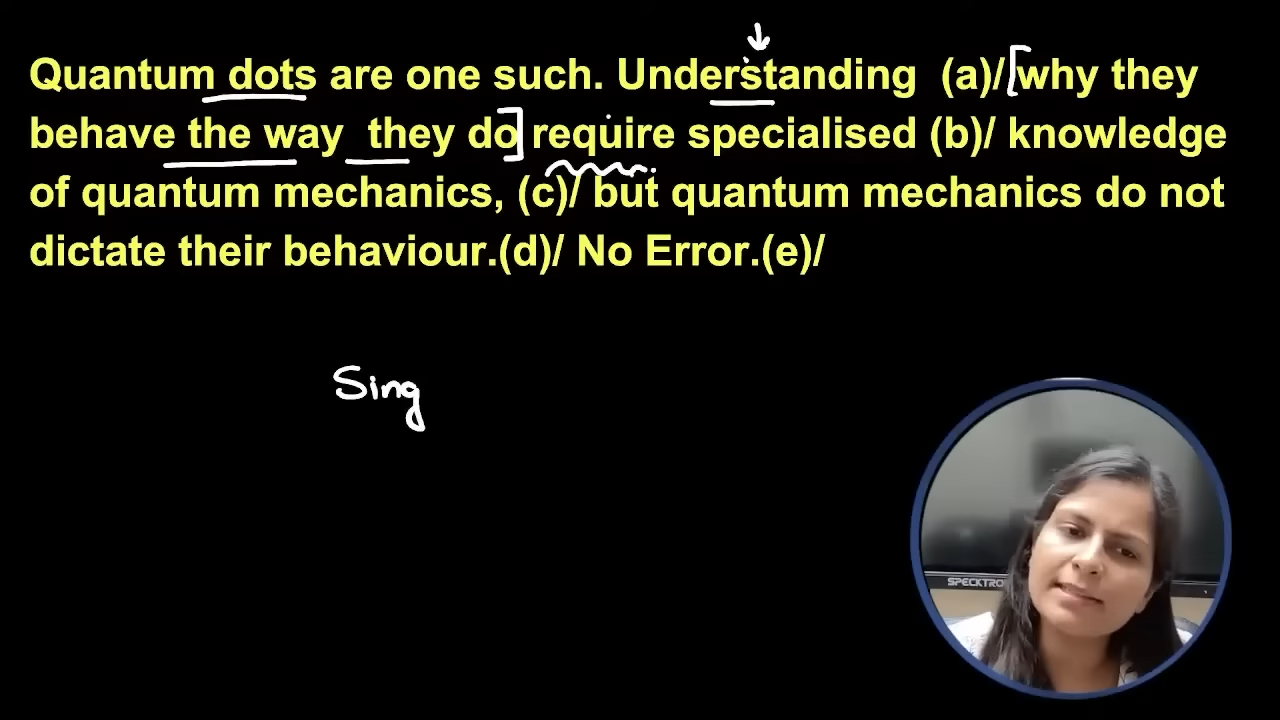 Quantum dots are one such. Understanding (a)/ why they
behave the way they do require specialised (b)/ knowledge
of quantum mechanics, (c)/ but quantum mechanics do not
dictate their behaviour.(d)/ No Error.(e)/
Sing
SPECKTRO